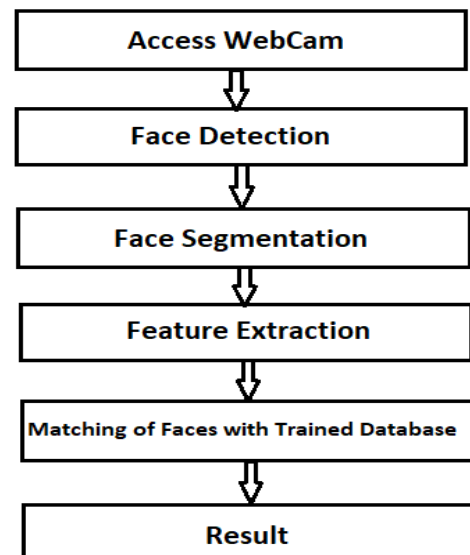 Access WebCam
Face Detection
Face Segmentation
Feature Extraction
Matching of Faces with Trained Database
Result